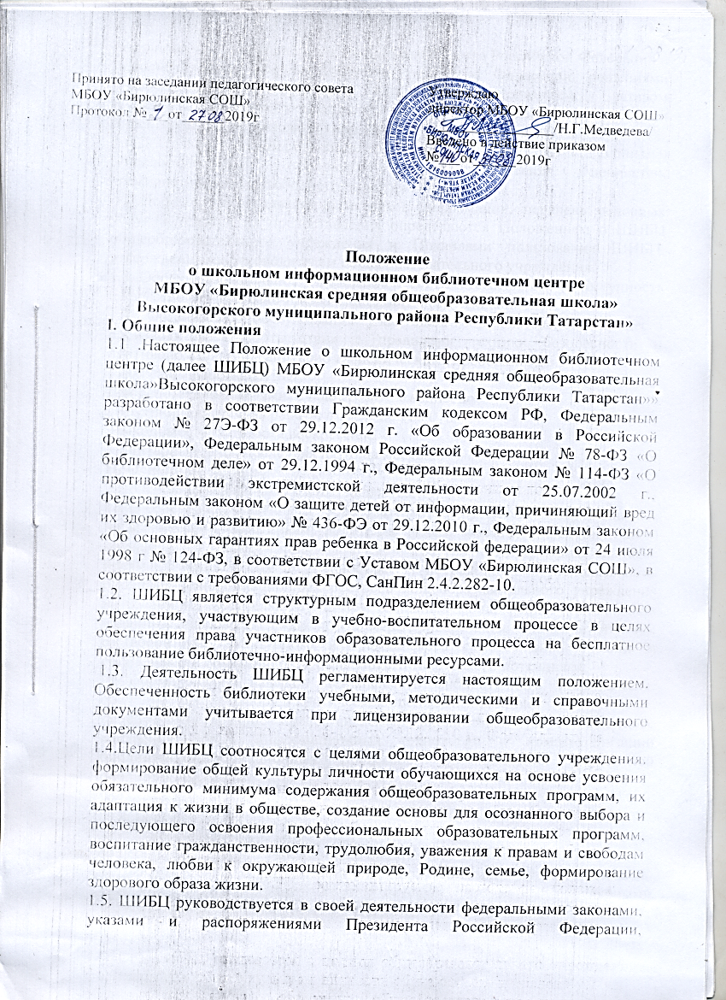 Принято на заседании педагогического совета
МБОУ «Бирюлинская СОШ»
Протокол № 1 от 27 08 2019г
Утверждаю
директор МБОУ «Бирюлинская СОШ»
/Н.Г.Медведева/
Введено в действие приказом
№ от 2019г
Положение
о школьном информационном библиотечном центре
МБОУ «Бирюлинская средняя общеобразовательная школа»
Высокогорского муниципального района Республики Татарстан»
I. Общие положения
1.1 .Настоящее Положение о школьном информационном библиотечном
центре (далее ШИБЦ) МБОУ «Бирюлинская средняя общеобразовательная
школа»Высокогорского муниципального района Республики Татарстан»»
разработано в соответствии Гражданским кодексом РФ, Федеральным
законом № 27Э-ФЗ от 29.12.2012 г. «Об образовании в Российской
Федерации», Федеральным законом Российской Федерации № 78-ФЗ «О
библиотечном деле» от 29.12.1994 г., Федеральным законом № 114-ФЗ «О
противодействии экстремистской деятельности от 25.07.2002 г.,
Федеральным законом «О защите детей от информации, причиняющий вред
их здоровью и развитию» № 436-ФЭ от 29.12.2010 г., Федеральным законом
«Об основных гарантиях прав ребенка в Российской федерации» от 24 июля
1998 г № 124-ФЗ, в соответствии с Уставом МБОУ «Бирюлинская СОШ», в
соответствии с требованиями ФГОС, СанПин 2.4.2.282-10.
1.2. ШИБЦ является структурным подразделением общеобразовательного
учреждения, участвующим в учебно-воспитательном процессе в целях
обеспечения права участников образовательного процесса на бесплатное
пользование библиотечно-информационными ресурсами.
1.3. Деятельность ШИБЦ регламентируется настоящим положением.
Обеспеченность библиотеки учебными, методическими и справочными
документами учитывается при лицензировании общеобразовательного
учреждения.
1.4.Цели ШИБЦ соотносятся с целями общеобразовательного учреждения.
формирование общей культуры личности обучающихся на основе усвоения
обязательного минимума содержания общеобразовательных программ, их
адаптация к жизни в обществе, создание основы для осознанного выбора и
последующего освоения профессиональных образовательных программ,
воспитание гражданственности, трудолюбия, уважения к правам и свободам
человека, любви к окружающей природе, Родине, семье, формирование
здорового образа жизни.
1.5. ШИБЦ руководствуется в своей деятельности федеральными законами,
указами и распоряжениями Президента Российской Федерации,